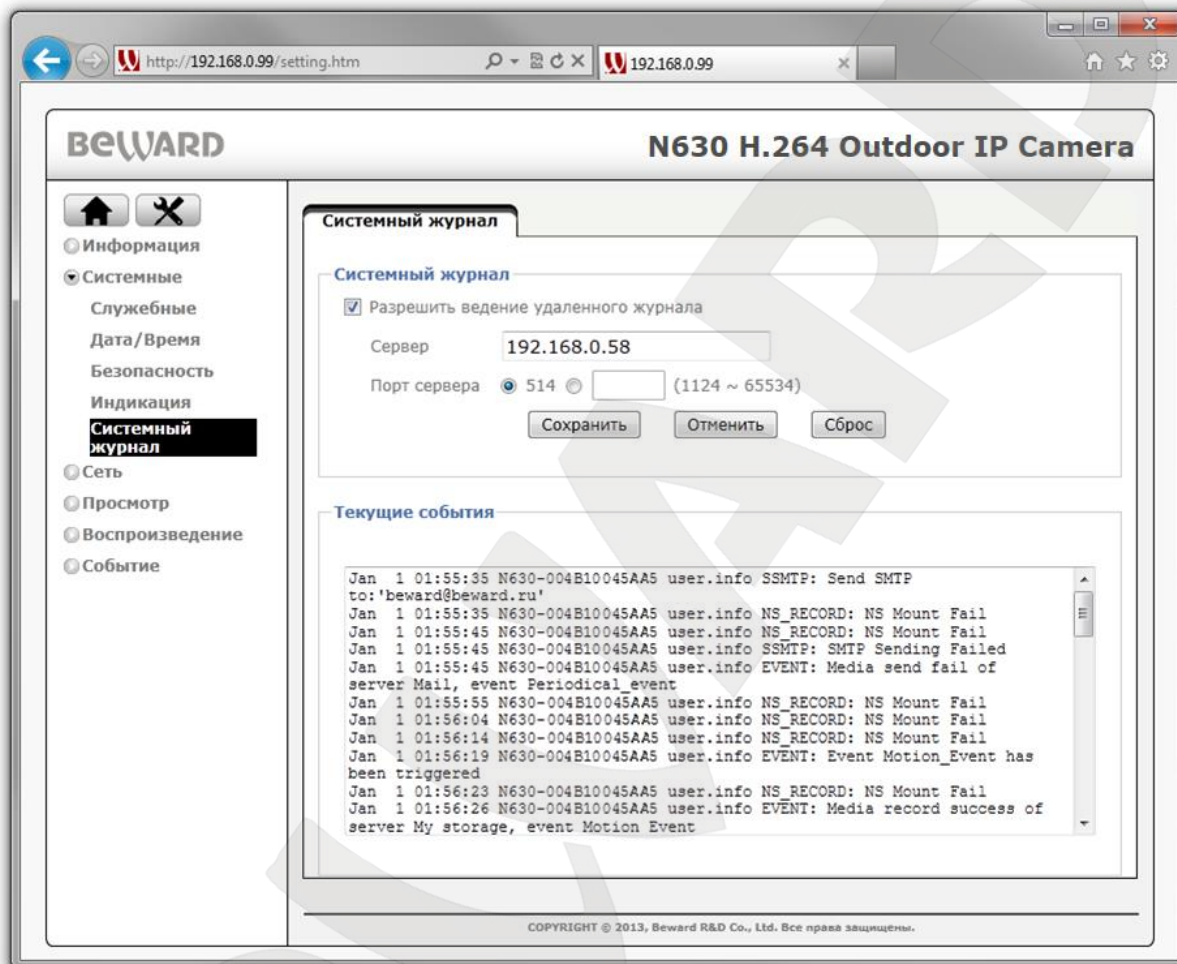 http://192.168.0.99/setting.htm
192.168.0.99
BEWARD
N630 H.264 Outdoor IP Camera
Информация
Системные
Служебные
Дата/Время
Безопасность
Индикация
Системный
журнал
Сеть
Просмотр
Воспроизведение
Событие
Системный журнал
Системный журнал
Разрешить ведение удаленного журнала
Сервер 192.168.0.58
Порт сервера 514 (1124 ~ 65534)
Сохранить Отменить Сброс
Текущие события
Jan 1 01:55:35 N630-004B10045AA5 user.info SSMTP: Send SMTP
to:'beward@beward.ru'
Jan 1 01:55:35 N630-004B10045AA5 user.info NS_RECORD: NS Mount Fail
Jan 1 01:55:45 N630-004B10045AA5 user.info NS_RECORD: NS Mount Fail
Jan 1 01:55:45 N630-004B10045AA5 user.info SSMTP: SMTP Sending Failed
Jan 1 01:55:45 N630-004B10045AA5 user.info EVENT: Media send fail of
server Mail, event Periodical_event
Jan 1 01:55:55 N630-004B10045AA5 user.info NS_RECORD: NS Mount Fail
Jan 1 01:56:04 N630-004B10045AA5 user.info NS_RECORD: NS Mount Fail
Jan 1 01:56:14 N630-004B10045AA5 user.info NS_RECORD: NS Mount Fail
Jan 1 01:56:19 N630-004B10045AA5 user.info EVENT: Event Motion_Event has
been triggered
Jan 1 01:56:23 N630-004B10045AA5 user.info NS_RECORD: NS Mount Fail
Jan 1 01:56:26 N630-004B10045AA5 user.info EVENT: Media record success of
server My storage, event Motion Event
COPYRIGHT © 2013, Beward R&D Co., Ltd. Все права защищены.